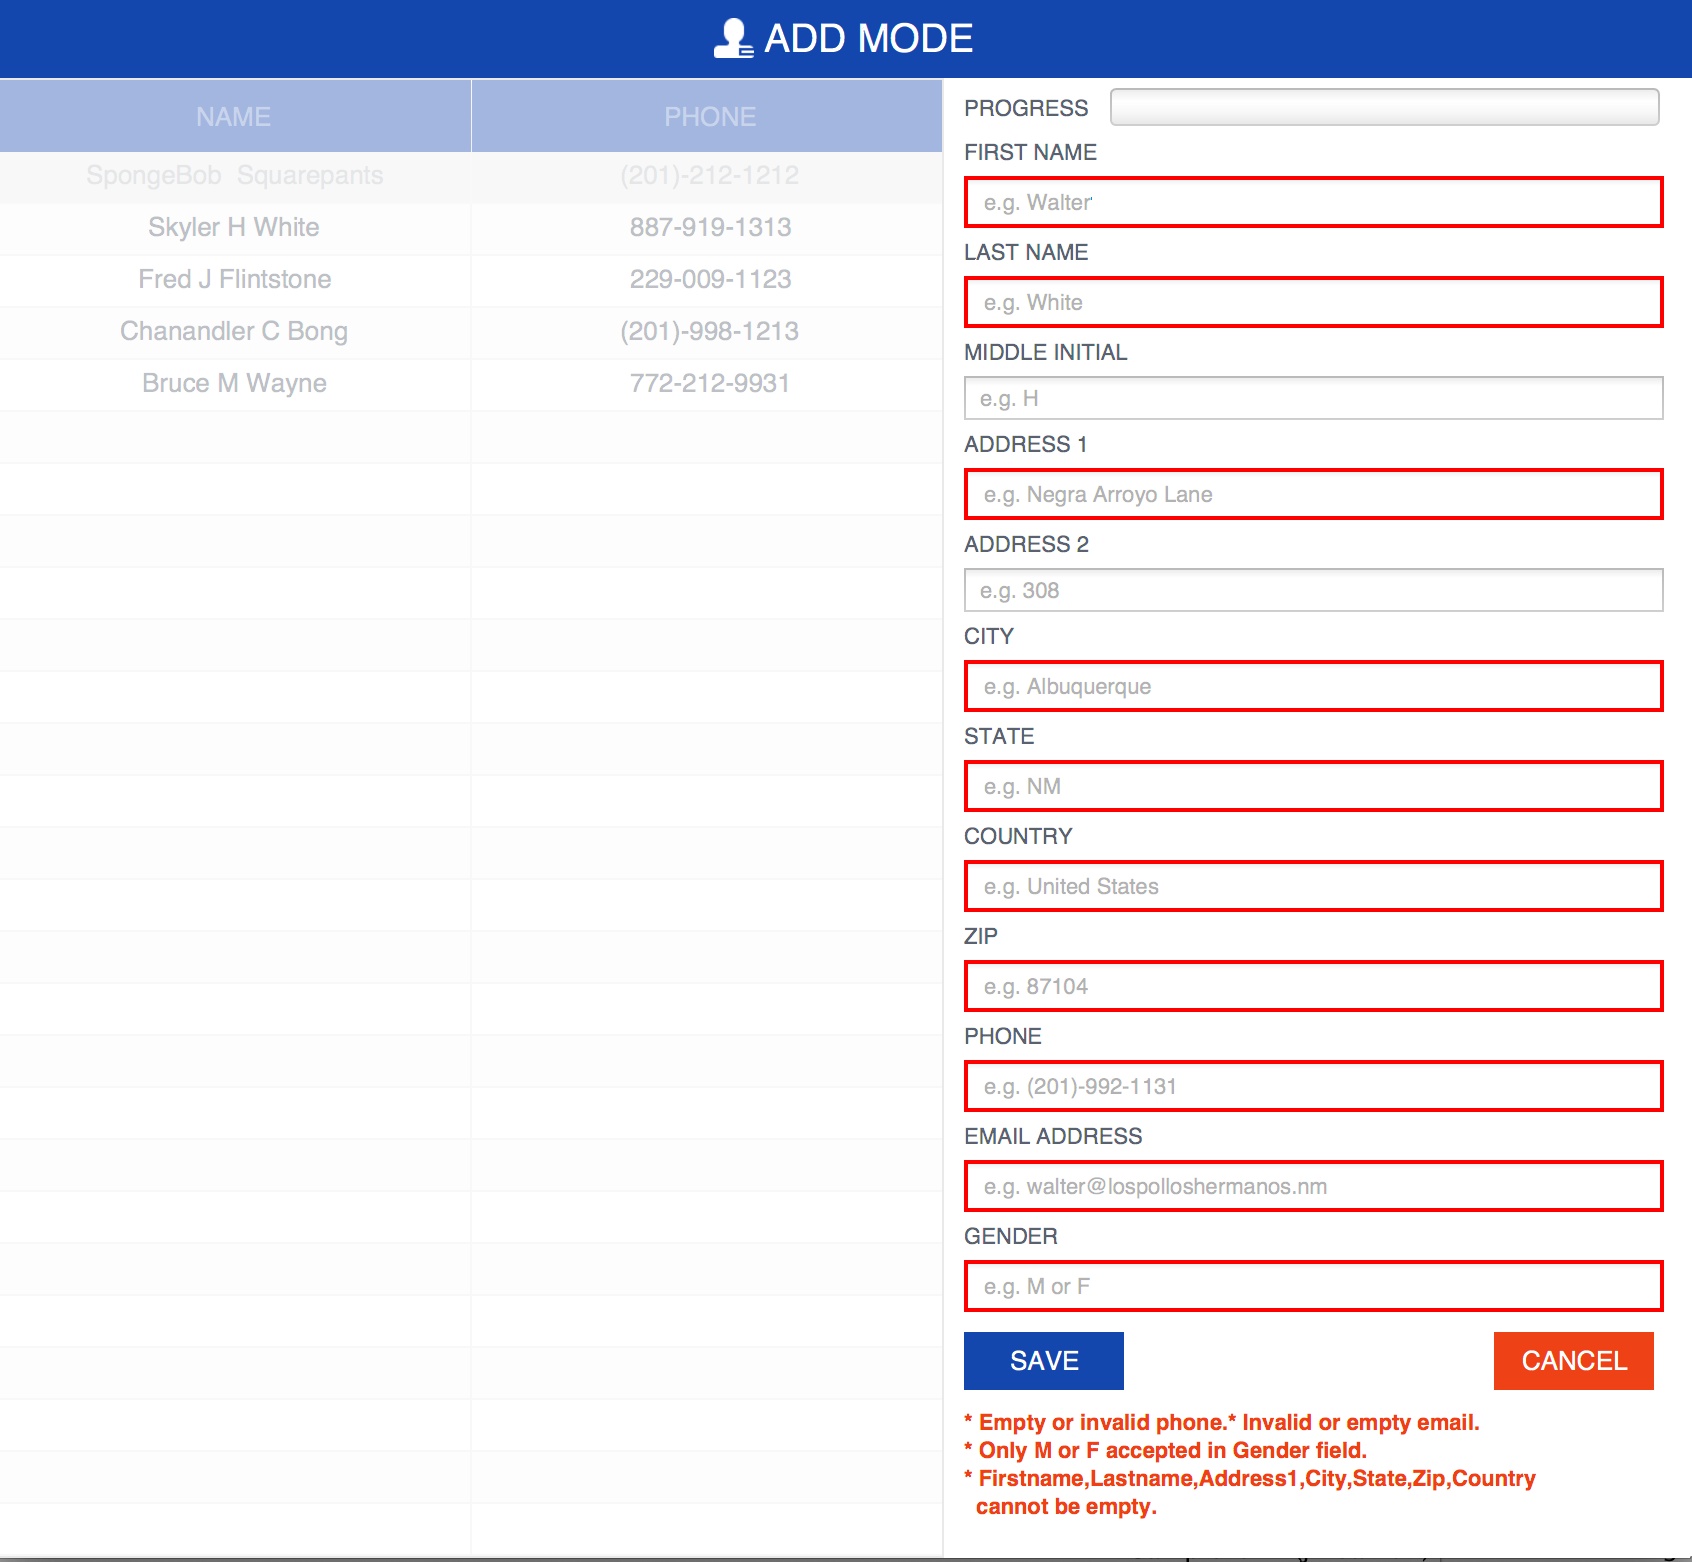 ADD MODE
NAME PHONE
SpongeBob  Squarepants (201)-212-1212
Skyler H White 887-919-1313
Fred J Flintstone 229-009-1123
Chanandler C Bong (201)-998-1213
Bruce M Wayne 772-212-9931
PROGRESS
FIRST NAME
e.g. Walter
LAST NAME
e.g. White
MIDDLE INITIAL
e.g. H
ADDRESS 1
e.g. Negra Arroyo Lane
ADDRESS 2
e.g. 308
CITY
e.g. Albuquerque
STATE
e.g. NM
COUNTRY
e.g. United States
ZIP
e.g. 87104
PHONE
e.g. (201)-992-1131
EMAIL ADDRESS
e.g. walter@lospolloshermanos.nm
GENDER
e.g. M or F
SAVE CANCEL
* Empty or invalid phone.* Invalid or empty email.
* Only M or F accepted in Gender field.
* Firstname,Lastname,Address1,City,State,Zip,Country
cannot be empty.